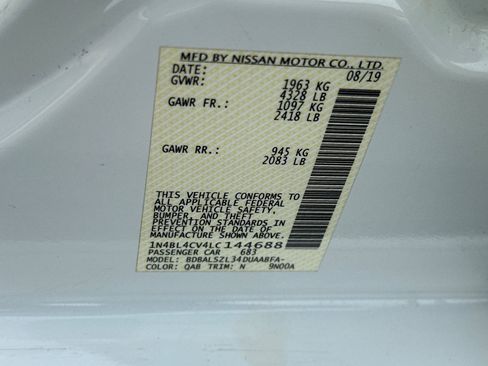 MFD BY NISSAN MOTOR CO., LTD.
DATE: 08/19
GVWR: 1963 KG
4328 LB
GAWR FR.: 1097 KG
2418 LB
GAWR RR.: 945 KG
2083 LB
THIS VEHICLE CONFORMS TO
ALL APPLICABLE FEDERAL
MOTOR VEHICLE SAFETY,
BUMPER, AND THEFT
PREVENTION STANDARDS IN
EFFECT ON THE DATE OF
MANUFACTURE SHOWN ABOVE.
1N4BL4CV4LC144688
PASSENGER CAR 683
MODEL: BDBALSZL34DUAABFA-
COLOR: QAB TRIM: N 9N00A